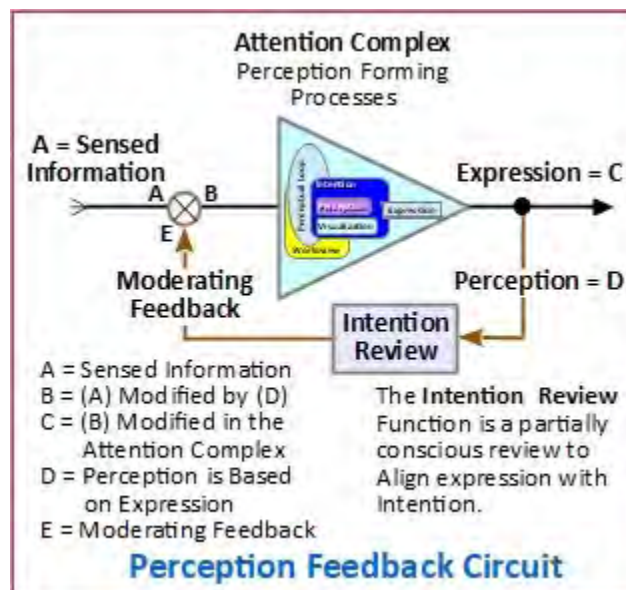 Attention Complex
Perception Forming
Processes
A = Sensed
Information
A
B
E
Perceptual Loop
Intention
Perception
Visualization
Expression
Expression = C
Perception = D
Moderating
Feedback
Intention
Review
A = Sensed Information
B = (A) Modified by (D)
C = (B) Modified in the
Attention Complex
D = Perception is Based
on Expression
E = Moderating Feedback
The Intention Review
Function is a partially
conscious review to
Align expression with
Intention.
Perception Feedback Circuit